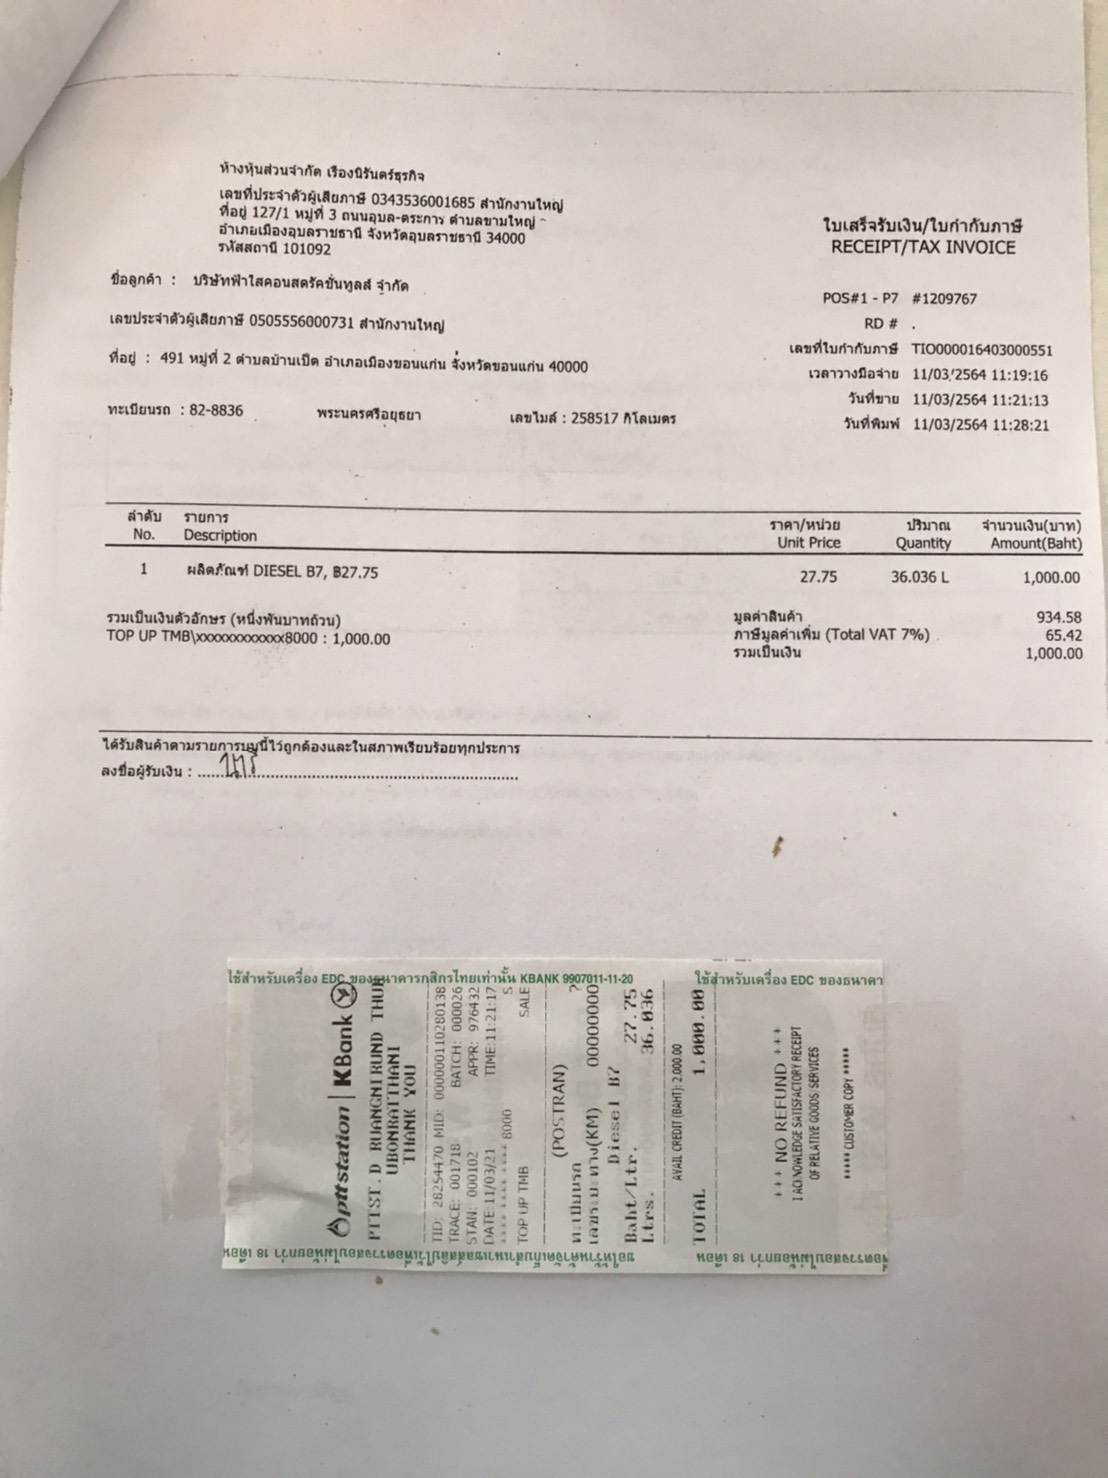 ห้างหุ้นส่วนจำกัด เรืองนิรันดร์ธุรกิจ
เลขที่ประจำตัวผู้เสียภาษี 0343536001685 สำนักงานใหญ่
ที่อยู่ 127/1 หมู่ที่ 3 ถนนอุบล-ตระการ ตำบลขามใหญ่
อำเภอเมืองอุบลราชธานี จังหวัดอุบลราชธานี 34000
รหัสสถานี 101092
ใบเสร็จรับเงิน/ใบกำกับภาษี
RECEIPT/TAX INVOICE
ชื่อลูกค้า : บริษัทฟ้าใสคอนสตรัคชั่นทูลส์ จำกัด
เลขประจำตัวผู้เสียภาษี 0505556000731 สำนักงานใหญ่
ที่อยู่ : 491 หมู่ที่ 2 ตำบลบ้านเป็ด อำเภอเมืองขอนแก่น จังหวัดขอนแก่น 40000
ทะเบียนรถ : 82-8836 พระนครศรีอยุธยา เลขไมล์ : 258517 กิโลเมตร
POS#1 - P7 #1209767
RD # .
เลขที่ใบกำกับภาษี TIO000016403000551
เวลาวางมือจ่าย 11/03/2564 11:19:16
วันที่ขาย 11/03/2564 11:21:13
วันที่พิมพ์ 11/03/2564 11:28:21
ลำดับ รายการ ราคา/หน่วย ปริมาณ จำนวนเงิน(บาท)
No. Description Unit Price Quantity Amount(Baht)
1 ผลิตภัณฑ์ DIESEL B7, ฿27.75 27.75 36.036 L 1,000.00
รวมเป็นเงินตัวอักษร (หนึ่งพันบาทถ้วน)
TOP UP TMB\xxxxxxxxxxxx8000 : 1,000.00
มูลค่าสินค้า 934.58
ภาษีมูลค่าเพิ่ม (Total VAT 7%) 65.42
รวมเป็นเงิน 1,000.00
ได้รับสินค้าตามรายการบนนี้ไว้ถูกต้องและในสภาพเรียบร้อยทุกประการ
ลงชื่อผู้รับเงิน :
ใช้สำหรับเครื่อง EDC ของธนาคารกสิกรไทยเท่านั้น KBANK 9907011-11-20 ใช้สำหรับเครื่อง EDC ของธนาคา
pttstation | KBank
PTTST. D RUANGNIRUND THUR
UBONRATTHANI
THANK YOU
TID: 28254470 MID: 000000110280138
TRACE: 001718 BATCH: 000026
STAN: 000102 APPR: 976432
DATE:11/03/21 TIME:11:21:17
**** **** **** 8000 S
TOP UP TMB SALE
(POSTRAN)
ทะเบียนรถ ?
เลขระยะทาง(KM) 00000000
Diesel B7
Baht/Ltr. 27.75
Ltrs. 36.036
AVAIL CREDIT (BAHT): 2,000.00
TOTAL 1,000.00
*** NO REFUND ***
I ACKNOWLEDGE SATISFACTORY RECEIPT
OF RELATIVE GOODS/SERVICES
***** CUSTOMER COPY *****